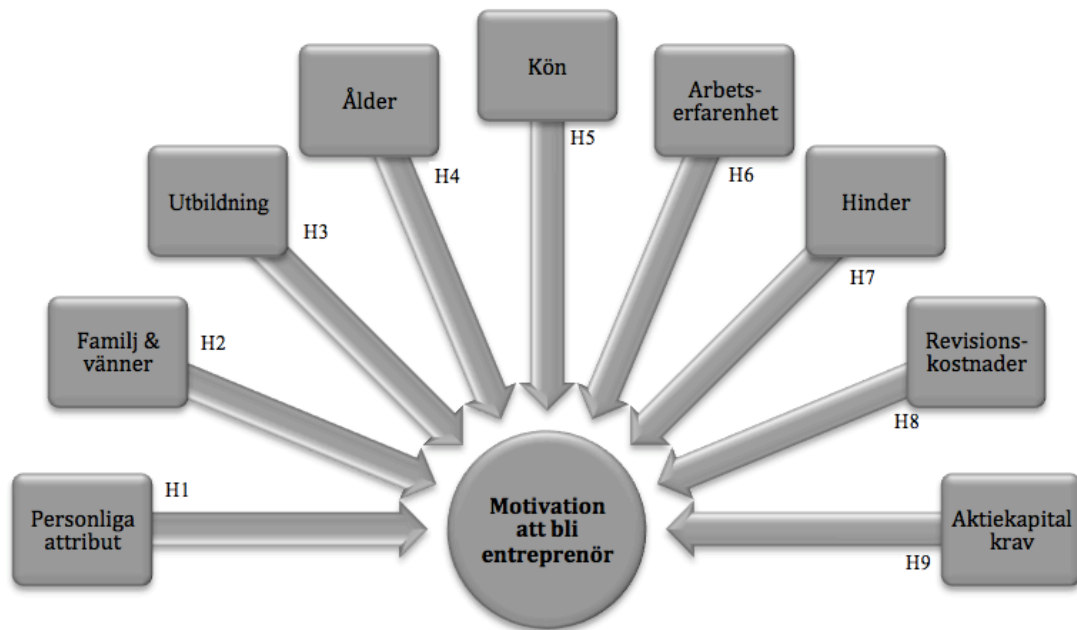 Kön
Ålder
Arbets-
erfarenhet
H5
H4
H6
Utbildning
Hinder
H3
H7
Familj &
vänner
H2
Revisions-
kostnader
H8
Personliga
attribut
H1
Motivation
att bli
entreprenör
Aktiekapital
krav
H9